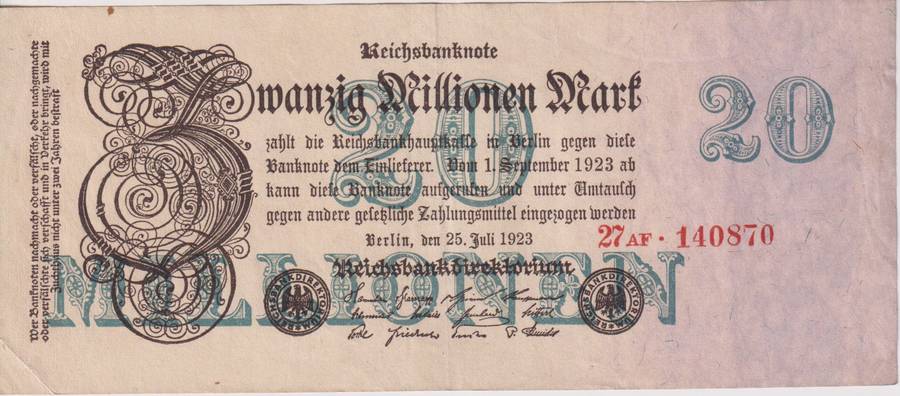 Reichsbanknote
Zwanzig Millionen Mark
zahlt die Reichsbankhauptkasse in Berlin gegen diese
Banknote dem Einlieferer. Vom 1. September 1923 ab
kann diese Banknote aufgerufen und unter Umtausch
gegen andere gesetzliche Zahlungsmittel eingezogen werden
Berlin, den 25. Juli 1923
Reichsbankdirektorium
20
20
27AF · 140870
MILLIONEN
REICHSBANKDIREKTORIUM
REICHSBANKDIREKTORIUM
Wer Banknoten nachmacht oder verfälscht, oder nachgemachte
oder verfälschte sich verschafft und in Verkehr bringt, wird mit
Zuchthaus nicht unter zwei Jahren bestraft